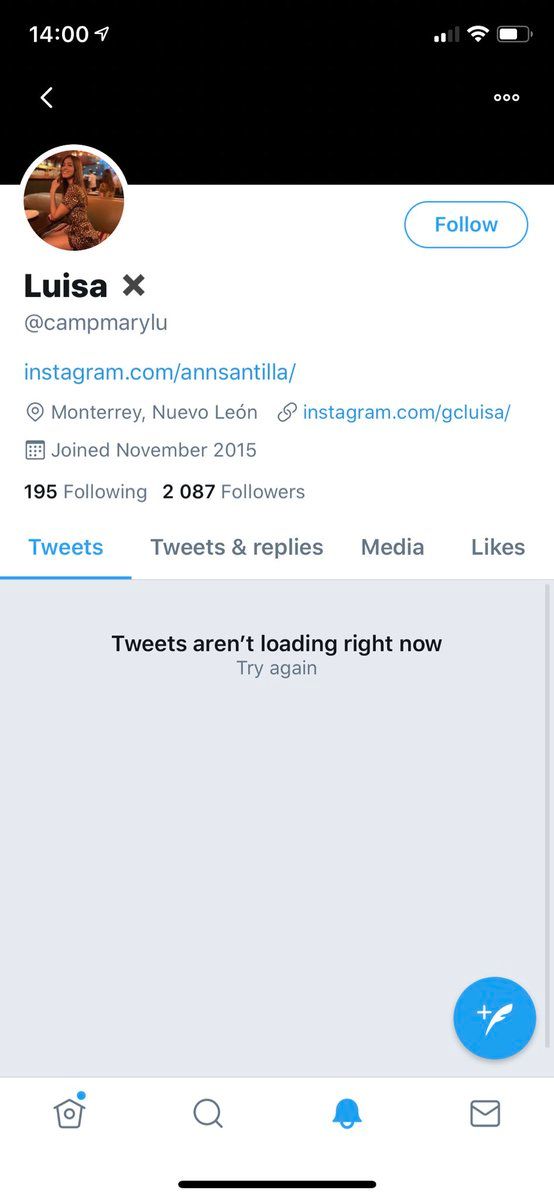 14:00
Follow
Luisa ✖
@campmarylu
instagram.com/annsantilla/
Monterrey, Nuevo León instagram.com/gcluisa/
Joined November 2015
195 Following 2 087 Followers
Tweets Tweets & replies Media Likes
Tweets aren’t loading right now
Try again